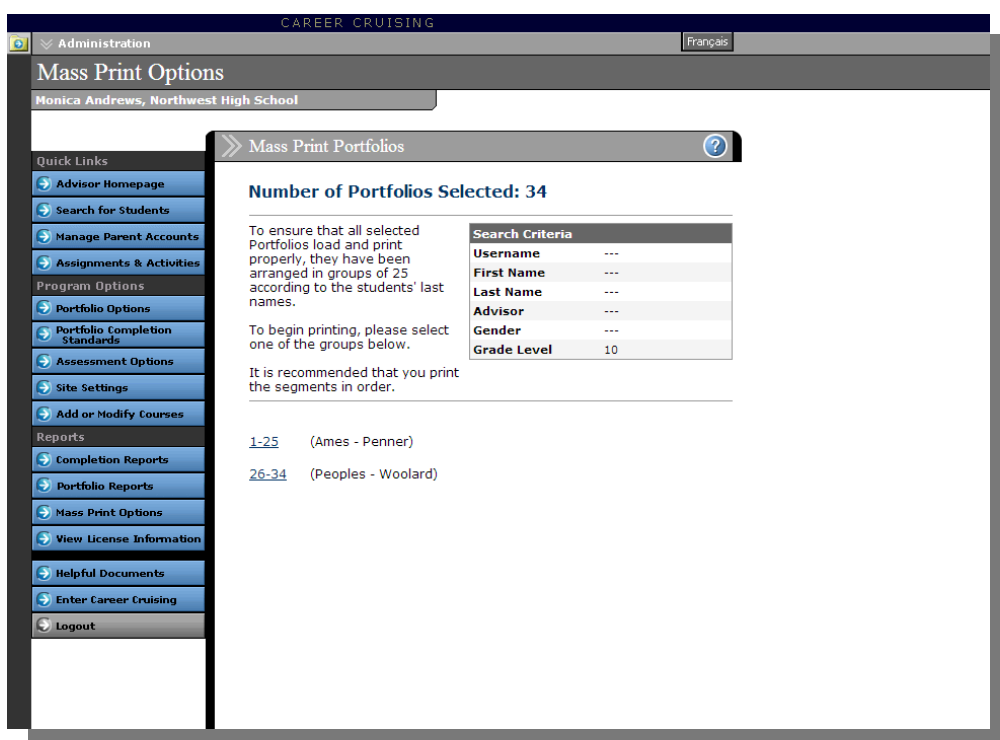 CAREER CRUISING
Administration
Français
Mass Print Options
Monica Andrews, Northwest High School
Mass Print Portfolios
?
Quick Links
Advisor Homepage
Search for Students
Manage Parent Accounts
Assignments & Activities
Program Options
Portfolio Options
Portfolio Completion
Standards
Assessment Options
Site Settings
Add or Modify Courses
Reports
Completion Reports
Portfolio Reports
Mass Print Options
View License Information
Helpful Documents
Enter Career Cruising
Logout
Number of Portfolios Selected: 34
To ensure that all selected
Portfolios load and print
properly, they have been
arranged in groups of 25
according to the students' last
names.
To begin printing, please select
one of the groups below.
It is recommended that you print
the segments in order.
Search Criteria
Username ---
First Name ---
Last Name ---
Advisor ---
Gender ---
Grade Level 10
1-25 (Ames - Penner)
26-34 (Peoples - Woolard)